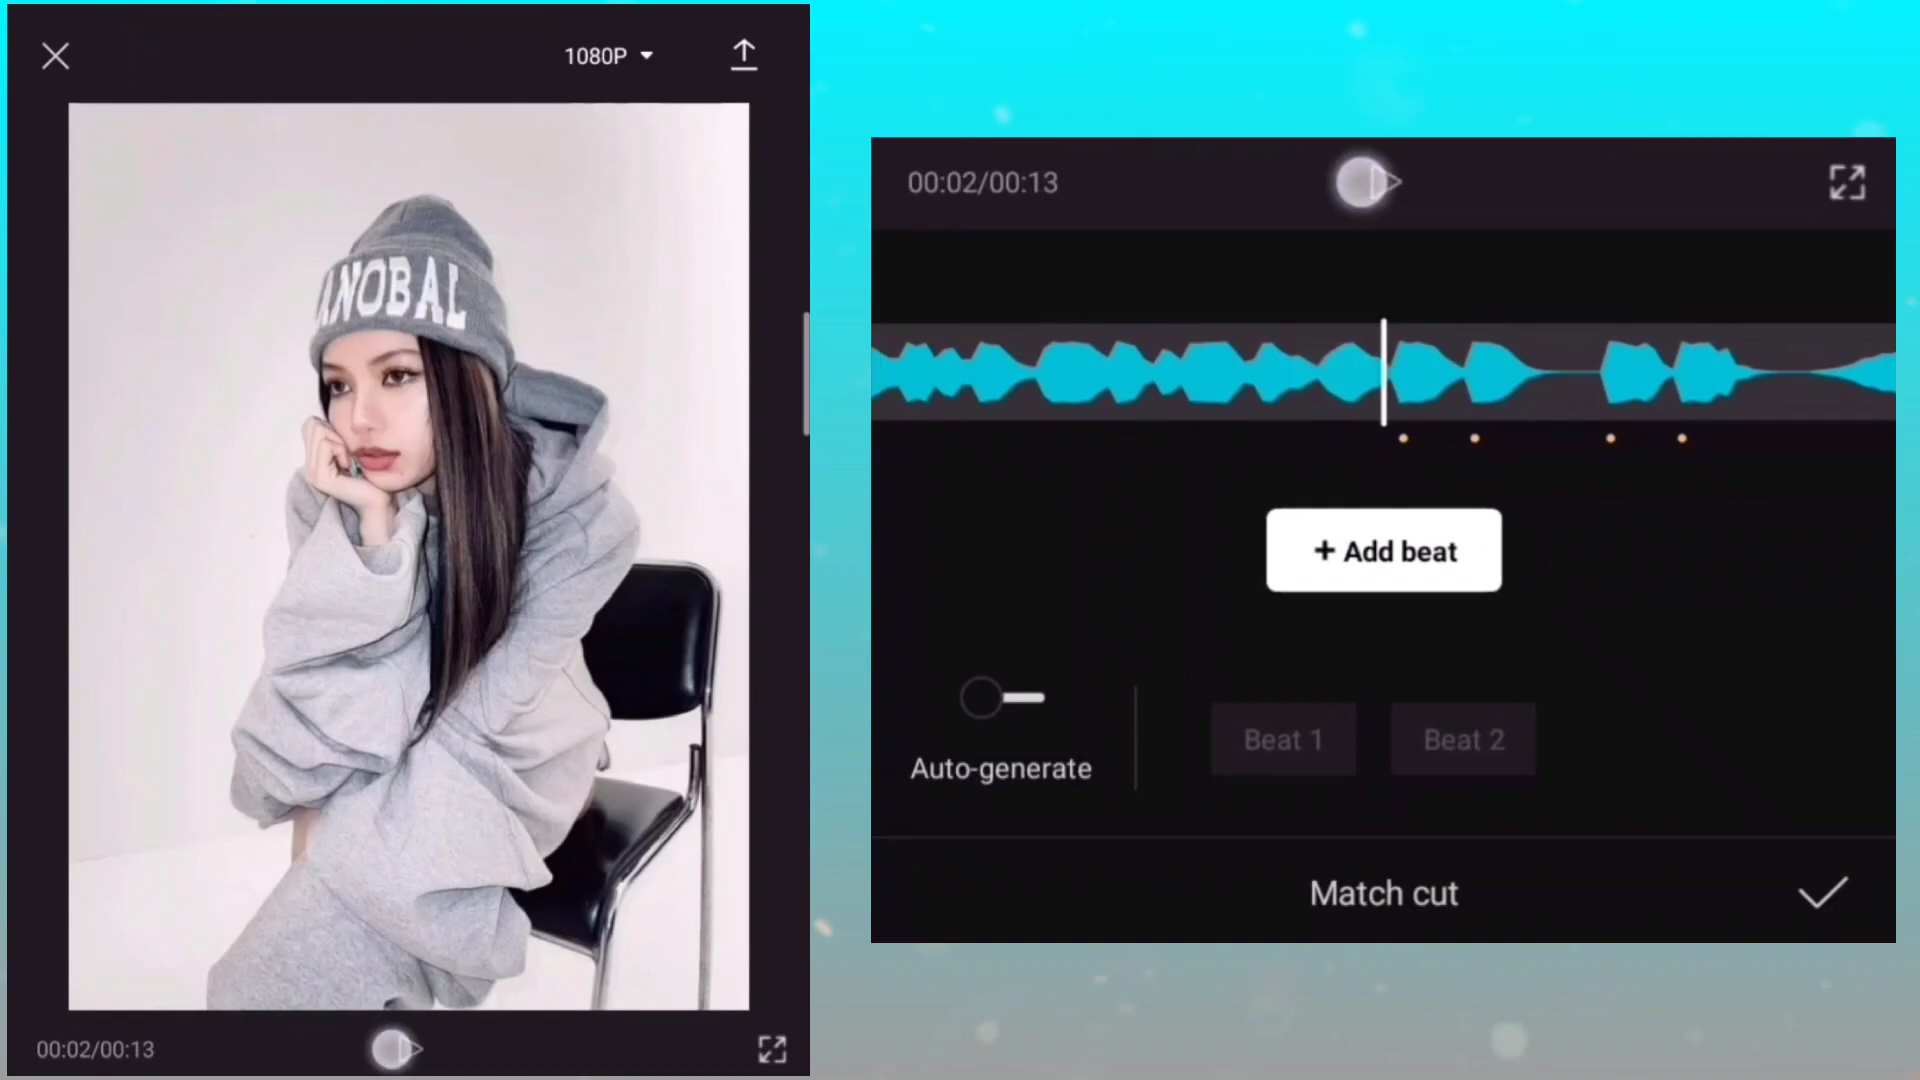 1080P
ANOBAL
00:02/00:13
00:02/00:13
+ Add beat
Auto-generate
Beat 1
Beat 2
Match cut